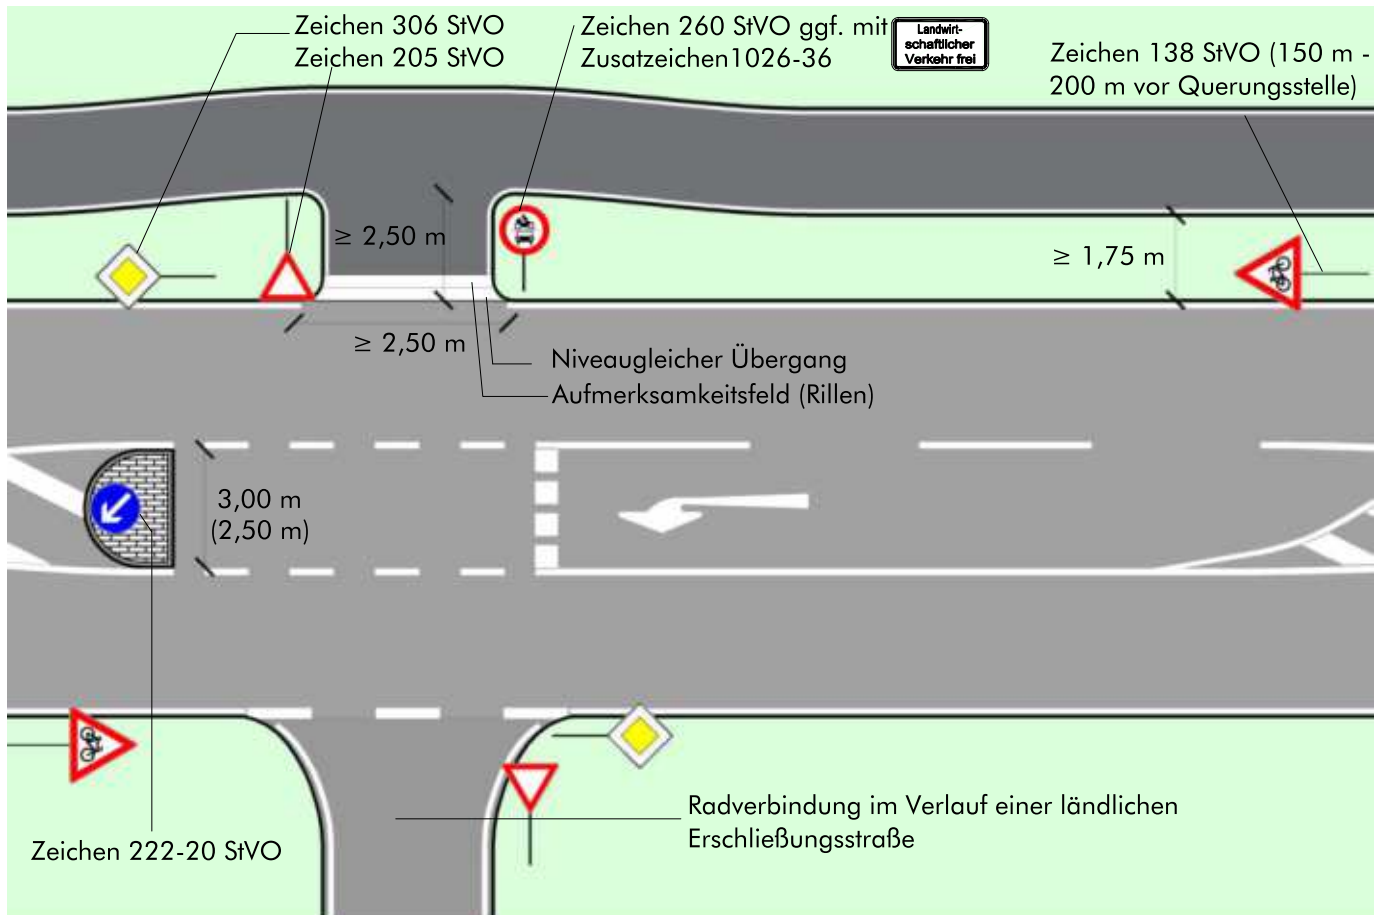 Zeichen 306 StVO
Zeichen 205 StVO
Zeichen 260 StVO ggf. mit
Zusatzeichen1026-36
Landwirt-
schaftlicher
Verkehr frei
Zeichen 138 StVO (150 m -
200 m vor Querungsstelle)
≥ 2,50 m
≥ 1,75 m
≥ 2,50 m
Niveaugleicher Übergang
Aufmerksamkeitsfeld (Rillen)
3,00 m
(2,50 m)
Radverbindung im Verlauf einer ländlichen
Erschließungsstraße
Zeichen 222-20 StVO